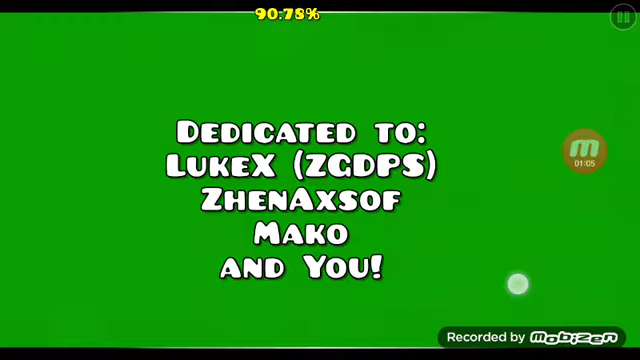 90.78%
DEDICATED TO:
LUKEX (ZGDPS)
ZHENAXSOF
MAKO
AND YOU!
m
01:05
Recorded by mobizen